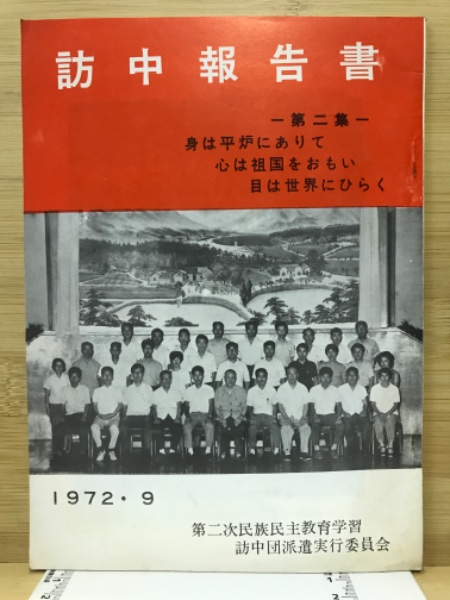 訪中報告書
ー第二集ー
身は平炉にありて
心は祖国をおもい
目は世界にひらく
1972・9
第二次民族民主教育学習
訪中団派遣実行委員会